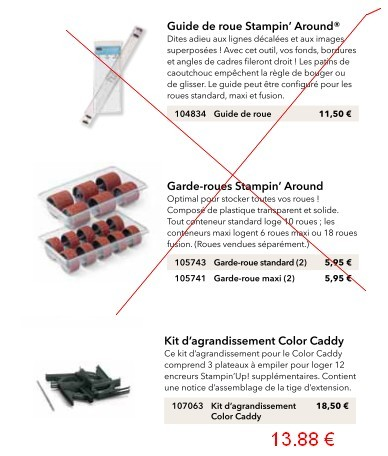 Guide de roue Stampin' Around®
Dites adieu aux lignes décalées et aux images
superposées ! Avec cet outil, vos fonds, bordures
et angles de cadres fileront droit ! Les patins de
caoutchouc empêchent la règle de bouger ou
de glisser. Le guide peut être configuré pour les
roues standard, maxi et fusion.
104834 Guide de roue 11,50 €
Garde-roues Stampin' Around
Optimal pour stocker toutes vos roues !
Composé de plastique transparent et solide.
Tout conteneur standard loge 10 roues ; les
conteneurs maxi logent 6 roues maxi ou 18 roues
fusion. (Roues vendues séparément.)
105743 Garde-roue standard (2) 5,95 €
105741 Garde-roue maxi (2) 5,95 €
Kit d'agrandissement Color Caddy
Ce kit d'agrandissement pour le Color Caddy
comprend 3 plateaux à empiler pour loger 12
encreurs Stampin'Up! supplémentaires. Contient
une notice d'assemblage de la tige d'extension.
107063 Kit d'agrandissement 18,50 €
Color Caddy
13.88 €